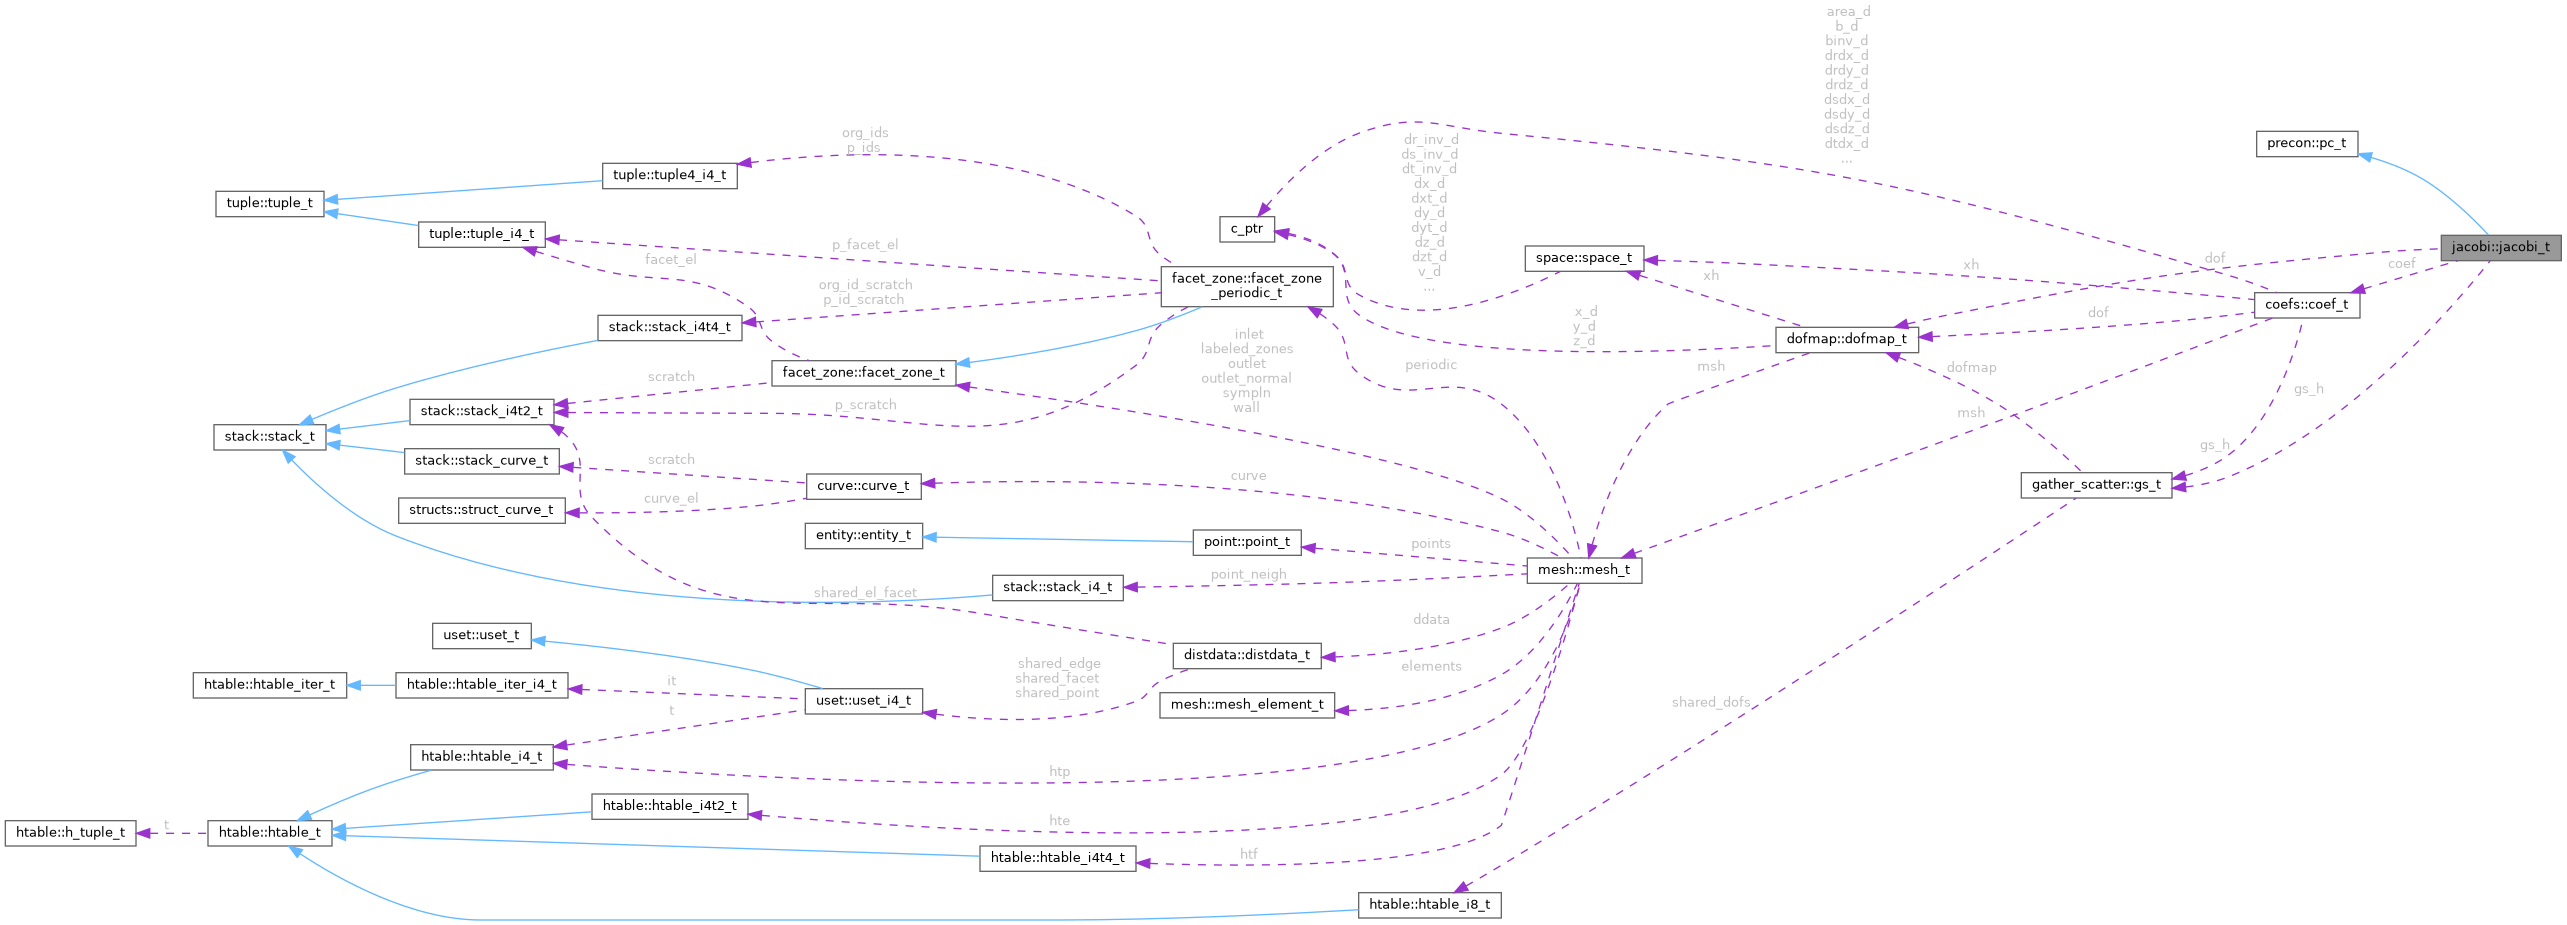 area_d
b_d
binv_d
drdx_d
drdy_d
drdz_d
dsdx_d
dsdy_d
dsdz_d
dtdx_d
...
org_ids
p_ids
dr_inv_d
ds_inv_d
dt_inv_d
dx_d
dxt_d
dy_d
dyt_d
dz_d
dzt_d
v_d
...
precon::pc_t
tuple::tuple4_i4_t
tuple::tuple_t
tuple::tuple_i4_t
c_ptr
p_facet_el
facet_el
jacobi::jacobi_t
space::space_t
dof
coef
xh
xh
facet_zone::facet_zone
_periodic_t
org_id_scratch
p_id_scratch
coefs::coef_t
x_d
y_d
z_d
dof
stack::stack_i4t4_t
dofmap::dofmap_t
inlet
labeled_zones
outlet
outlet_normal
sympln
wall
periodic
msh
dofmap
facet_zone::facet_zone_t
scratch
gs_h
p_scratch
stack::stack_i4t2_t
msh
stack::stack_t
gs_h
stack::stack_curve_t
scratch
curve
curve::curve_t
gather_scatter::gs_t
curve_el
structs::struct_curve_t
entity::entity_t
point::point_t
points
mesh::mesh_t
point_neigh
stack::stack_i4_t
shared_el_facet
ddata
uset::uset_t
distdata::distdata_t
shared_edge
shared_facet
shared_point
elements
htable::htable_iter_t
htable::htable_iter_i4_t
it
t
uset::uset_i4_t
mesh::mesh_element_t
shared_dofs
htable::htable_i4_t
htp
htable::htable_i4t2_t
hte
htable::h_tuple_t
t
htable::htable_t
htable::htable_i4t4_t
htf
htable::htable_i8_t